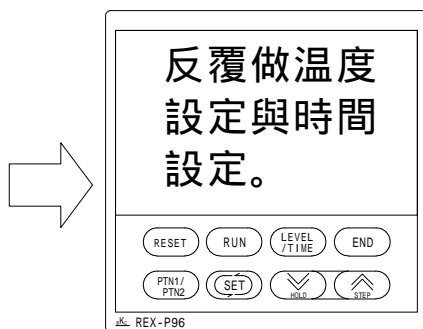 反覆做温度
設定與時間
設定。
RESET RUN LEVEL/TIME END
PTN1/PTN2 SET HOLD STEP
REX-P96